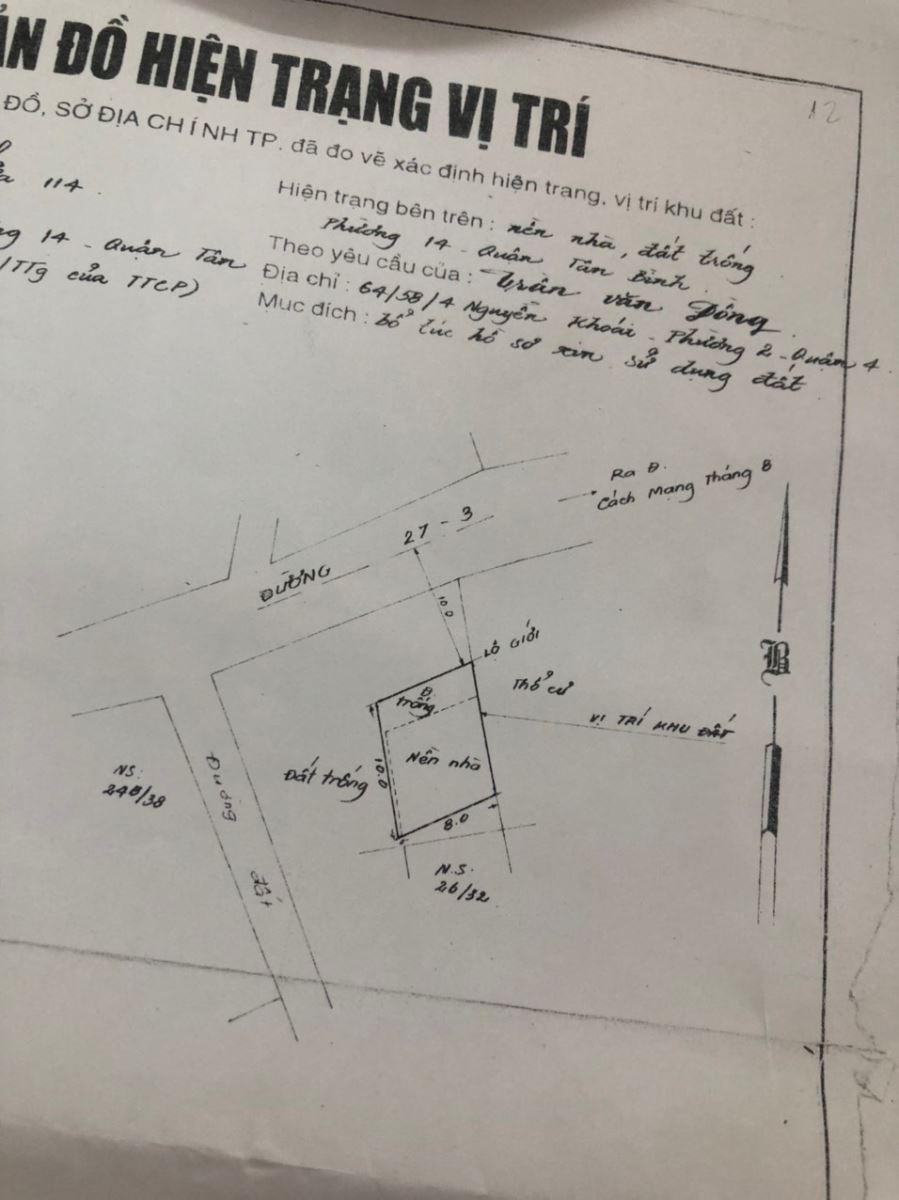 ẢN ĐỒ HIỆN TRẠNG VỊ TRÍ
ĐỒ, SỞ ĐỊA CHÍNH TP. đã đo vẽ xác định hiện trạng, vị trí khu đất :
12
114
ng 14 - Quận Tân
/TTg của TTCP)
Hiện trạng bên trên : nền nhà, đất trống
Phường 14 - Quận Tân Bình.
Theo yêu cầu của : Trần Văn Đông
Địa chỉ : 64/58/4 Nguyễn Khoái - Phường 2 - Quận 4
Mục đích : bổ túc hồ sơ xin sử dụng đất
Ra Đ.
Cách Mạng Tháng 8
ĐƯỜNG 27 - 3
10.0
LỘ GIỚI
Thổ cư
B
Đ.
trống
VỊ TRÍ KHU ĐẤT
Nền nhà
10.0
Đất trống
8.0
NS:
248/38
Đường
đất
N.S.
26/32